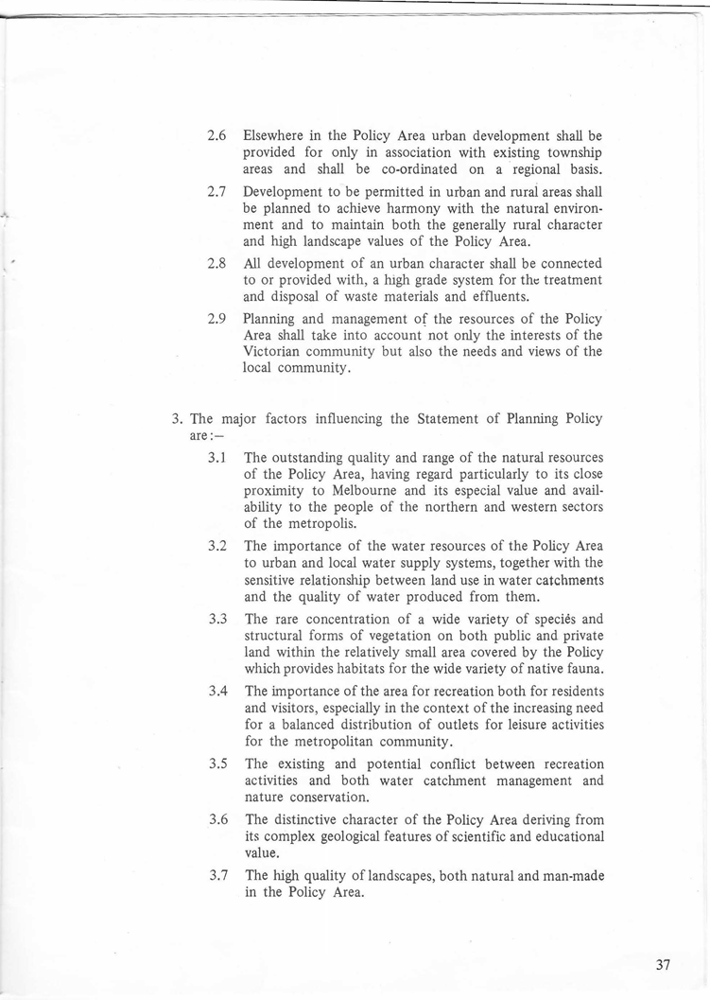 2.6 Elsewhere in the Policy Area urban development shall be
provided for only in association with existing township
areas and shall be co-ordinated on a regional basis.
2.7 Development to be permitted in urban and rural areas shall
be planned to achieve harmony with the natural environ-
ment and to maintain both the generally rural character
and high landscape values of the Policy Area.
2.8 All development of an urban character shall be connected
to or provided with, a high grade system for the treatment
and disposal of waste materials and effluents.
2.9 Planning and management of the resources of the Policy
Area shall take into account not only the interests of the
Victorian community but also the needs and views of the
local community.
3. The major factors influencing the Statement of Planning Policy
are :—
3.1 The outstanding quality and range of the natural resources
of the Policy Area, having regard particularly to its close
proximity to Melbourne and its especial value and avail-
ability to the people of the northern and western sectors
of the metropolis.
3.2 The importance of the water resources of the Policy Area
to urban and local water supply systems, together with the
sensitive relationship between land use in water catchments
and the quality of water produced from them.
3.3 The rare concentration of a wide variety of species and
structural forms of vegetation on both public and private
land within the relatively small area covered by the Policy
which provides habitats for the wide variety of native fauna.
3.4 The importance of the area for recreation both for residents
and visitors, especially in the context of the increasing need
for a balanced distribution of outlets for leisure activities
for the metropolitan community.
3.5 The existing and potential conflict between recreation
activities and both water catchment management and
nature conservation.
3.6 The distinctive character of the Policy Area deriving from
its complex geological features of scientific and educational
value.
3.7 The high quality of landscapes, both natural and man-made
in the Policy Area.
37